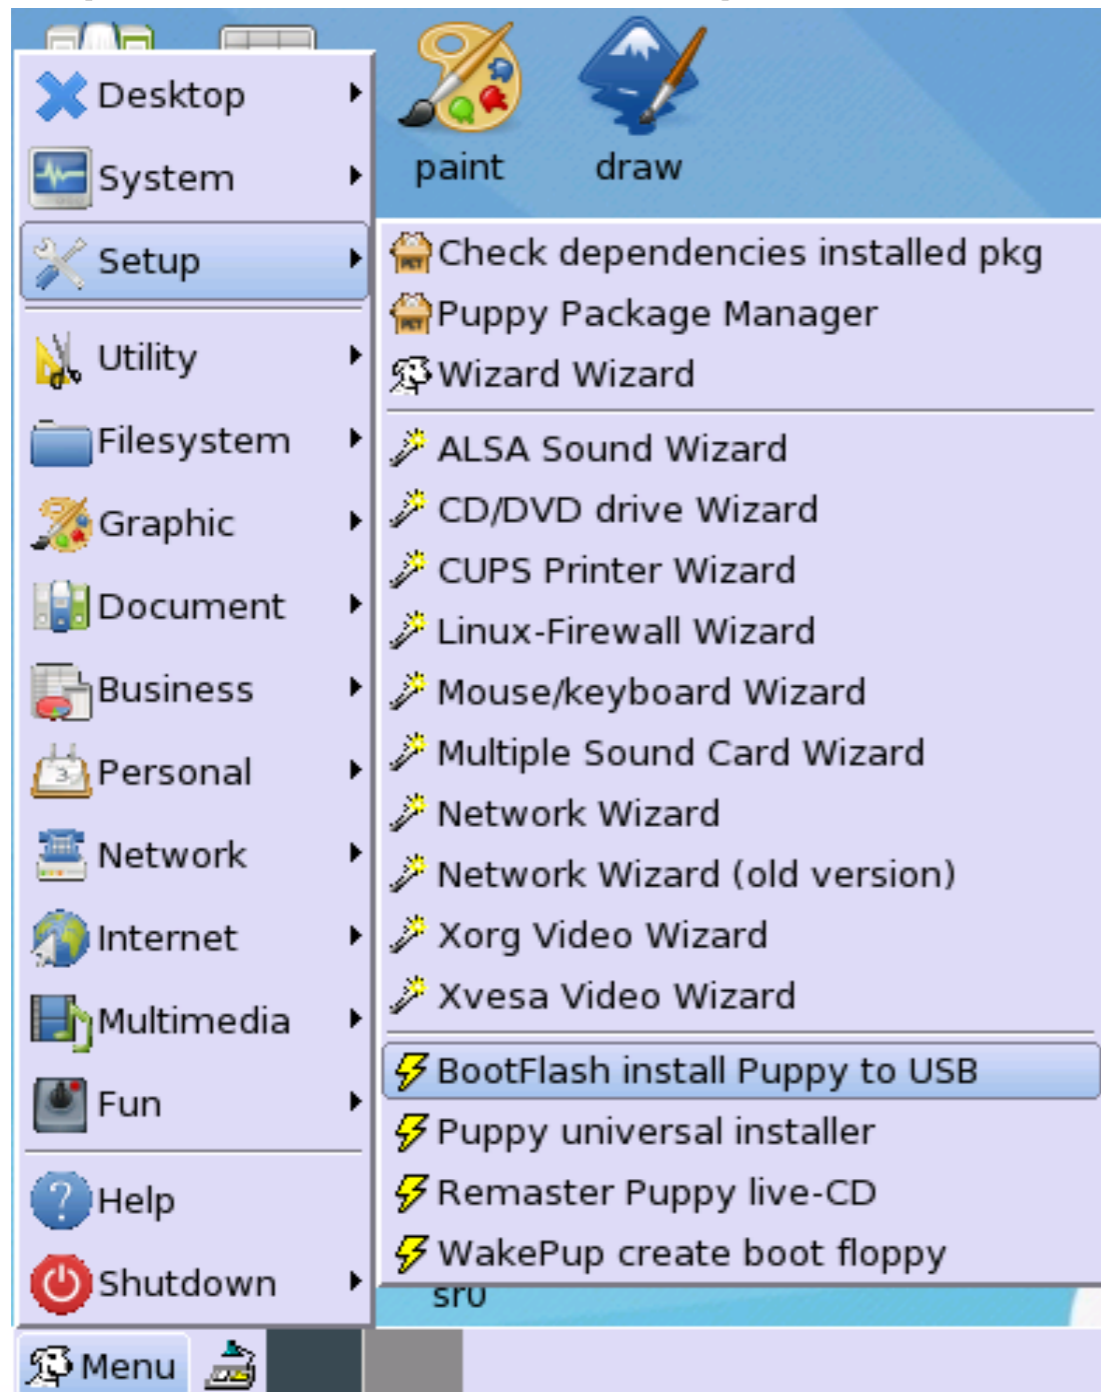 paint
draw
Desktop
System
Setup
Utility
Filesystem
Graphic
Document
Business
Personal
Network
Internet
Multimedia
Fun
Help
Shutdown
Check dependencies installed pkg
Puppy Package Manager
Wizard Wizard
ALSA Sound Wizard
CD/DVD drive Wizard
CUPS Printer Wizard
Linux-Firewall Wizard
Mouse/keyboard Wizard
Multiple Sound Card Wizard
Network Wizard
Network Wizard (old version)
Xorg Video Wizard
Xvesa Video Wizard
BootFlash install Puppy to USB
Puppy universal installer
Remaster Puppy live-CD
WakePup create boot floppy
sr0
Menu